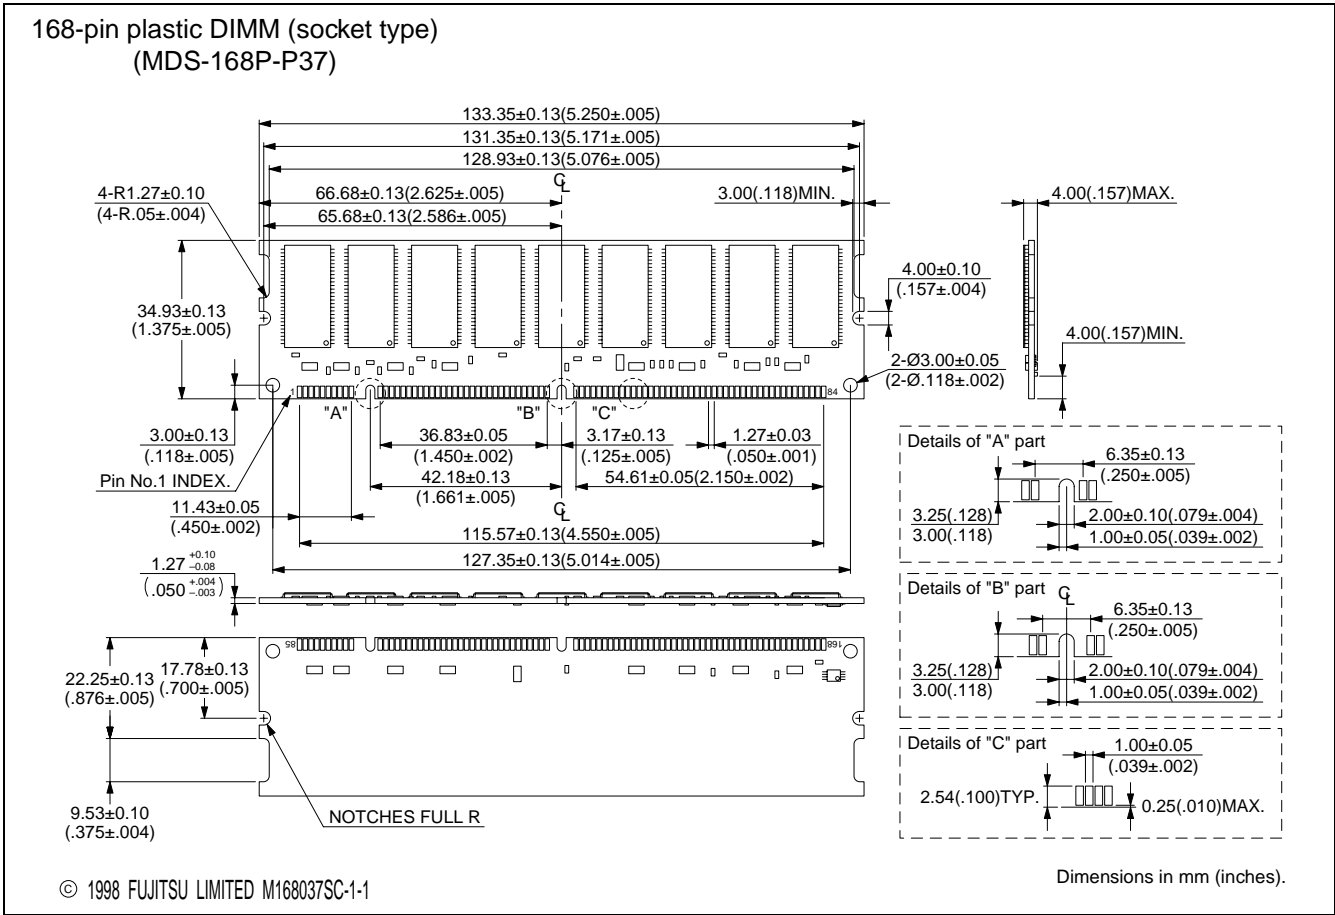 168-pin plastic DIMM (socket type)
(MDS-168P-P37)
133.35±0.13(5.250±.005)
131.35±0.13(5.171±.005)
128.93±0.13(5.076±.005)
4-R1.27±0.10
(4-R.05±.004)
66.68±0.13(2.625±.005)
65.68±0.13(2.586±.005)
℄
3.00(.118)MIN.
4.00(.157)MAX.
34.93±0.13
(1.375±.005)
4.00±0.10
(.157±.004)
4.00(.157)MIN.
2-Ø3.00±0.05
(2-Ø.118±.002)
1
84
"A"
"B"
"C"
3.00±0.13
(.118±.005)
36.83±0.05
(1.450±.002)
3.17±0.13
(.125±.005)
1.27±0.03
(.050±.001)
Pin No.1 INDEX.
42.18±0.13
(1.661±.005)
54.61±0.05(2.150±.002)
11.43±0.05
(.450±.002)
℄
115.57±0.13(4.550±.005)
127.35±0.13(5.014±.005)
1.27 +0.10 –0.08
(.050 +.004 –.003)
85
168
22.25±0.13
(.876±.005)
17.78±0.13
(.700±.005)
9.53±0.10
(.375±.004)
NOTCHES FULL R
Details of "A" part
6.35±0.13
(.250±.005)
3.25(.128)
3.00(.118)
2.00±0.10(.079±.004)
1.00±0.05(.039±.002)
Details of "B" part
℄
6.35±0.13
(.250±.005)
3.25(.128)
3.00(.118)
2.00±0.10(.079±.004)
1.00±0.05(.039±.002)
Details of "C" part
1.00±0.05
(.039±.002)
2.54(.100)TYP.
0.25(.010)MAX.
© 1998 FUJITSU LIMITED M168037SC-1-1
Dimensions in mm (inches).